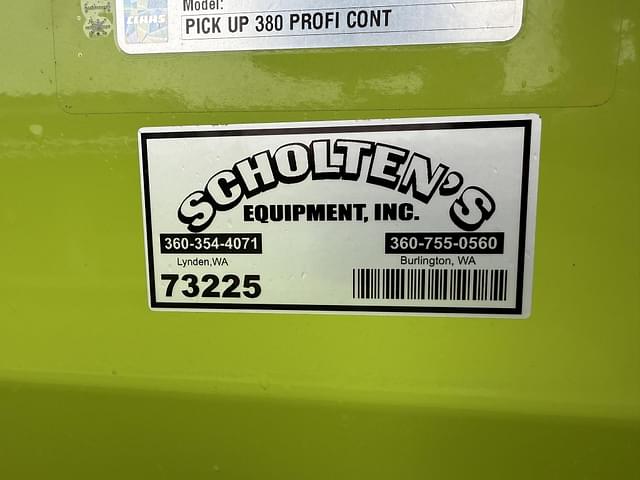 Model:
CLAAS
PICK UP 380 PROFI CONT
SCHOLTEN'S
EQUIPMENT, INC.
360-354-4071
360-755-0560
Lynden,WA
Burlington, WA
73225